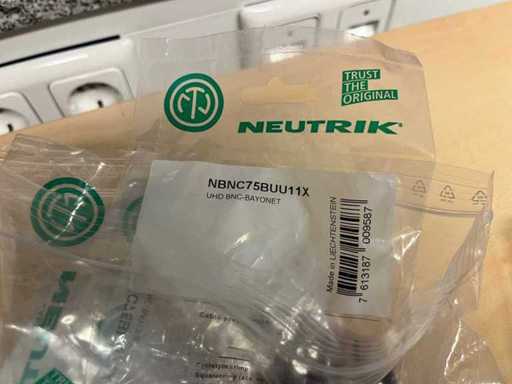 TRUST
THE
ORIGINAL
NEUTRIK®
NBNC75BUU11X
UHD BNC-BAYONET
Made in LIECHTENSTEIN
7 613187 009587